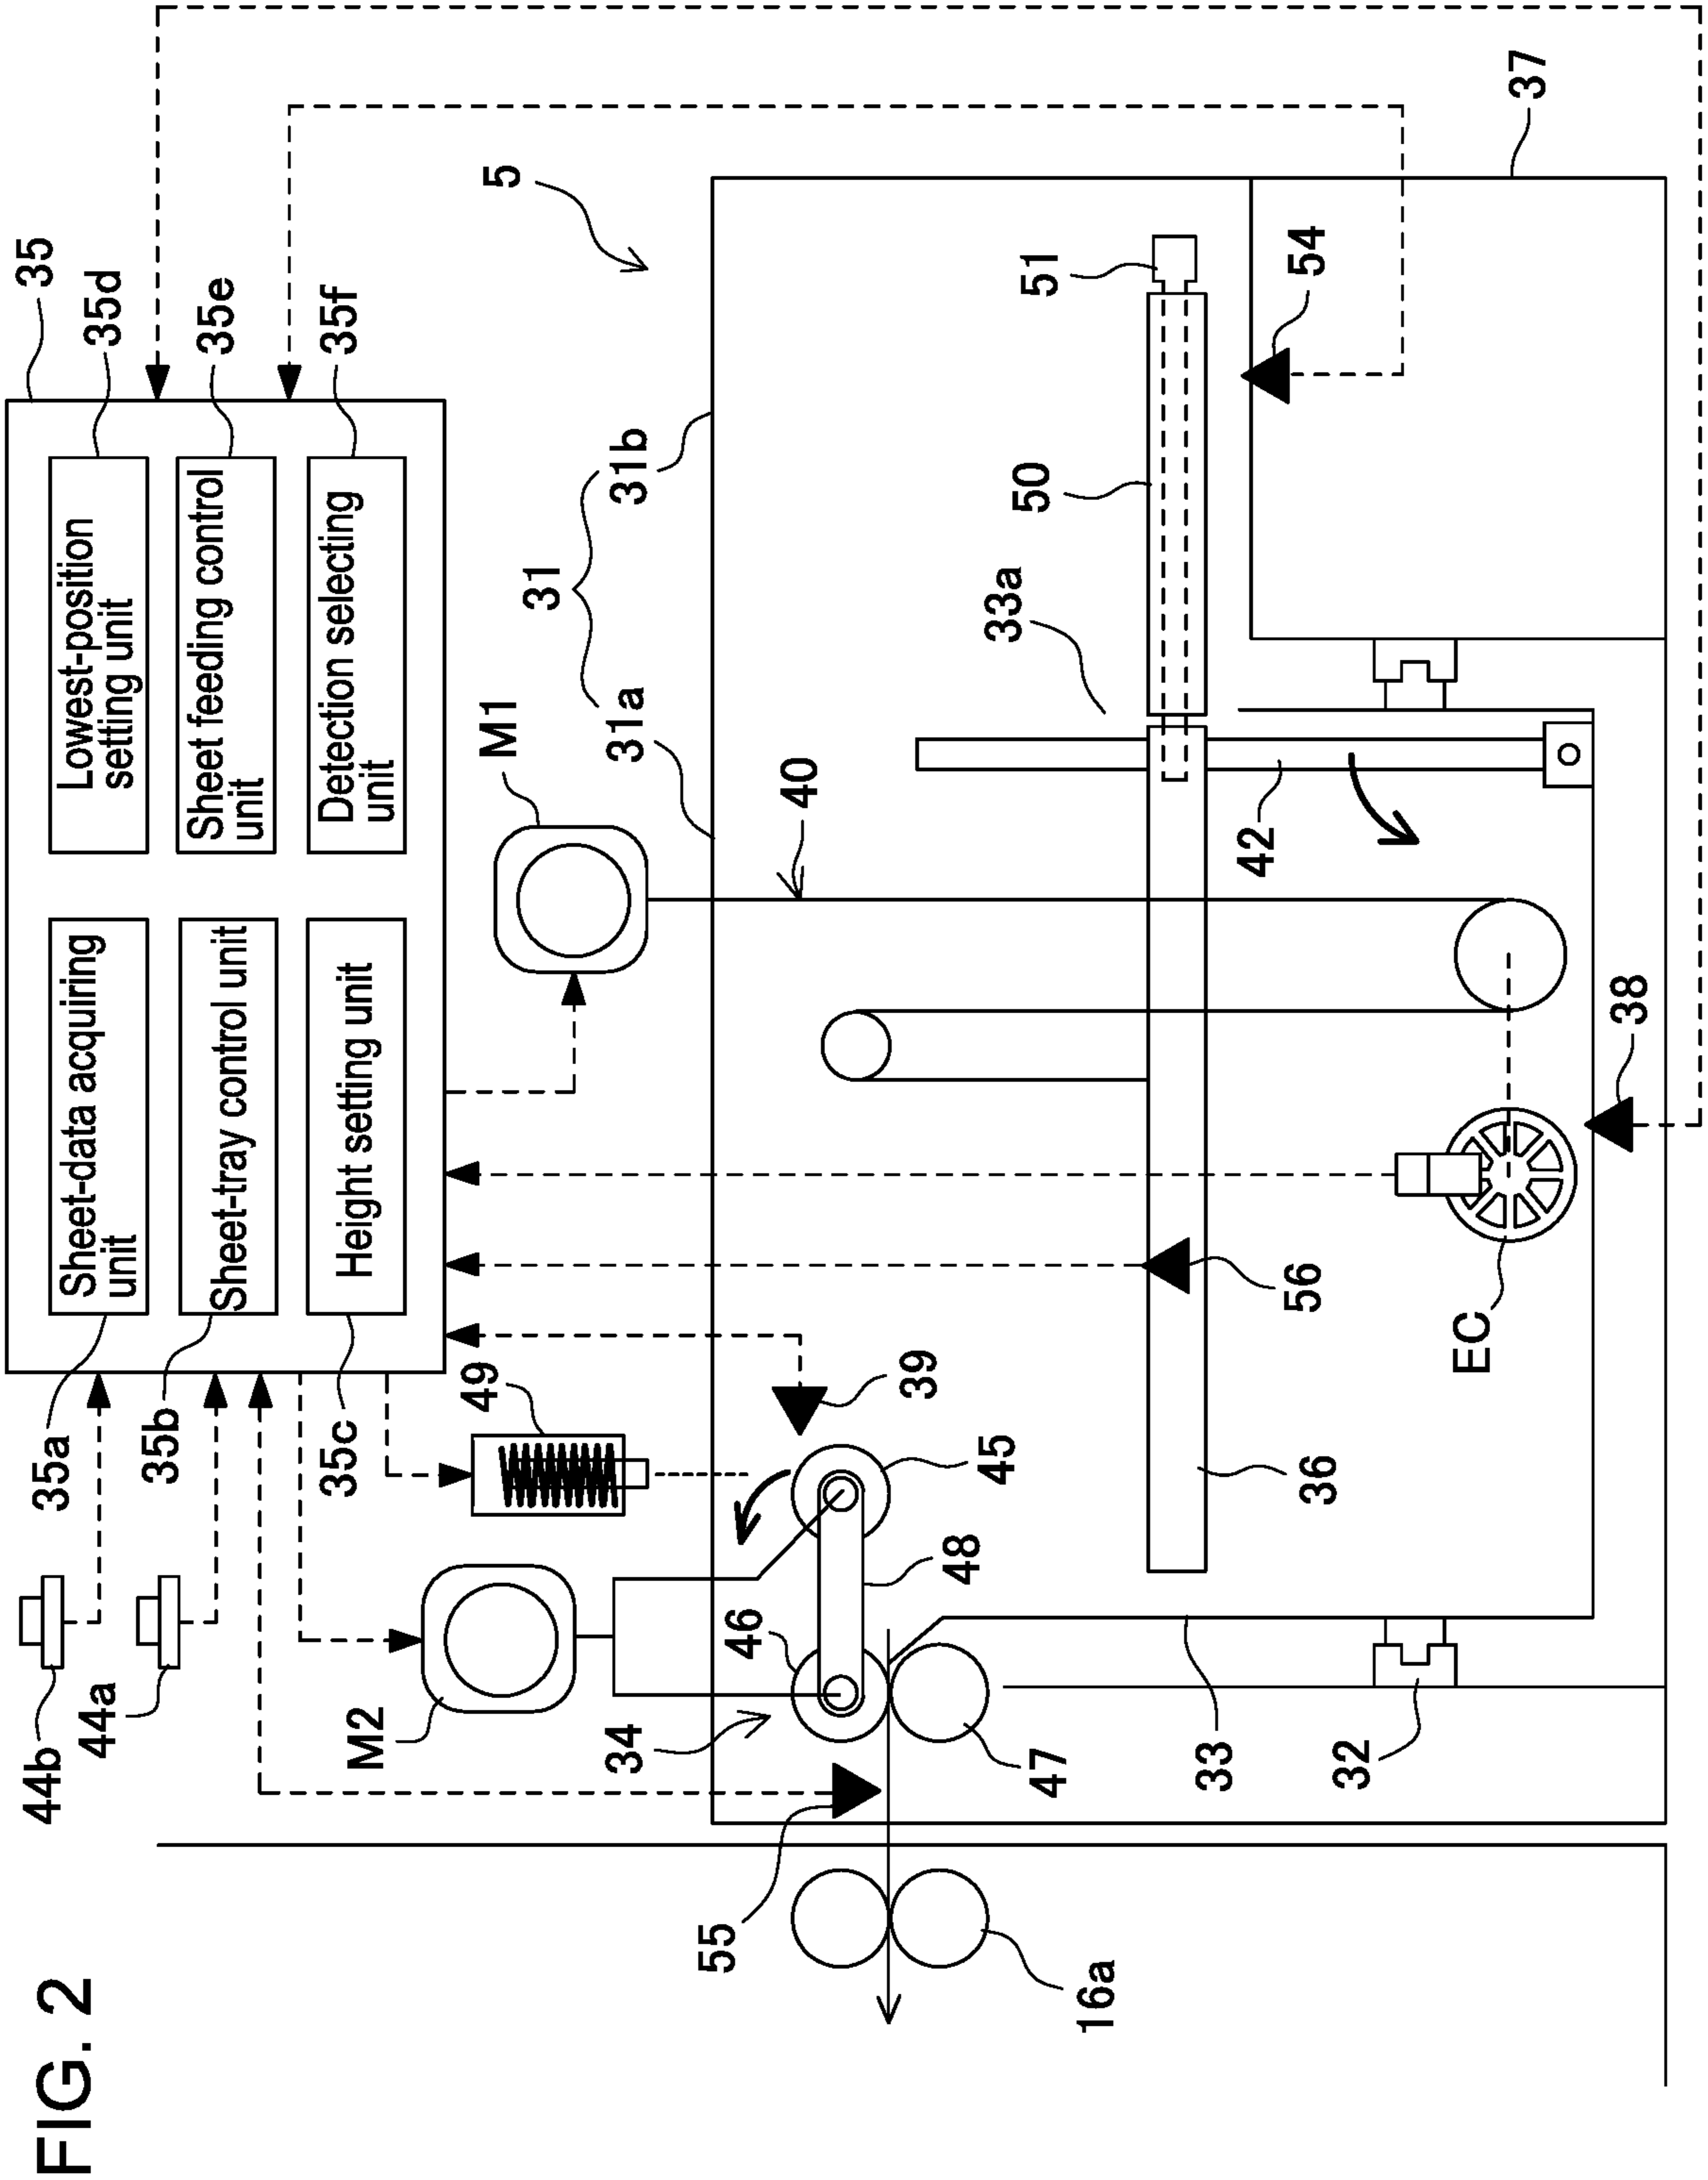 FIG. 2
44b
44a
35
35a
Sheet-data acquiring
unit
Lowest-position
setting unit
35d
35b
Sheet-tray control unit
Sheet feeding control
unit
35e
35c
Height setting unit
Detection selecting
unit
35f
M2
49
M1
5
31
34
31a
31b
55
46
39
40
48
45
33a
50
51
16a
47
33
36
56
42
54
32
EC
38
37